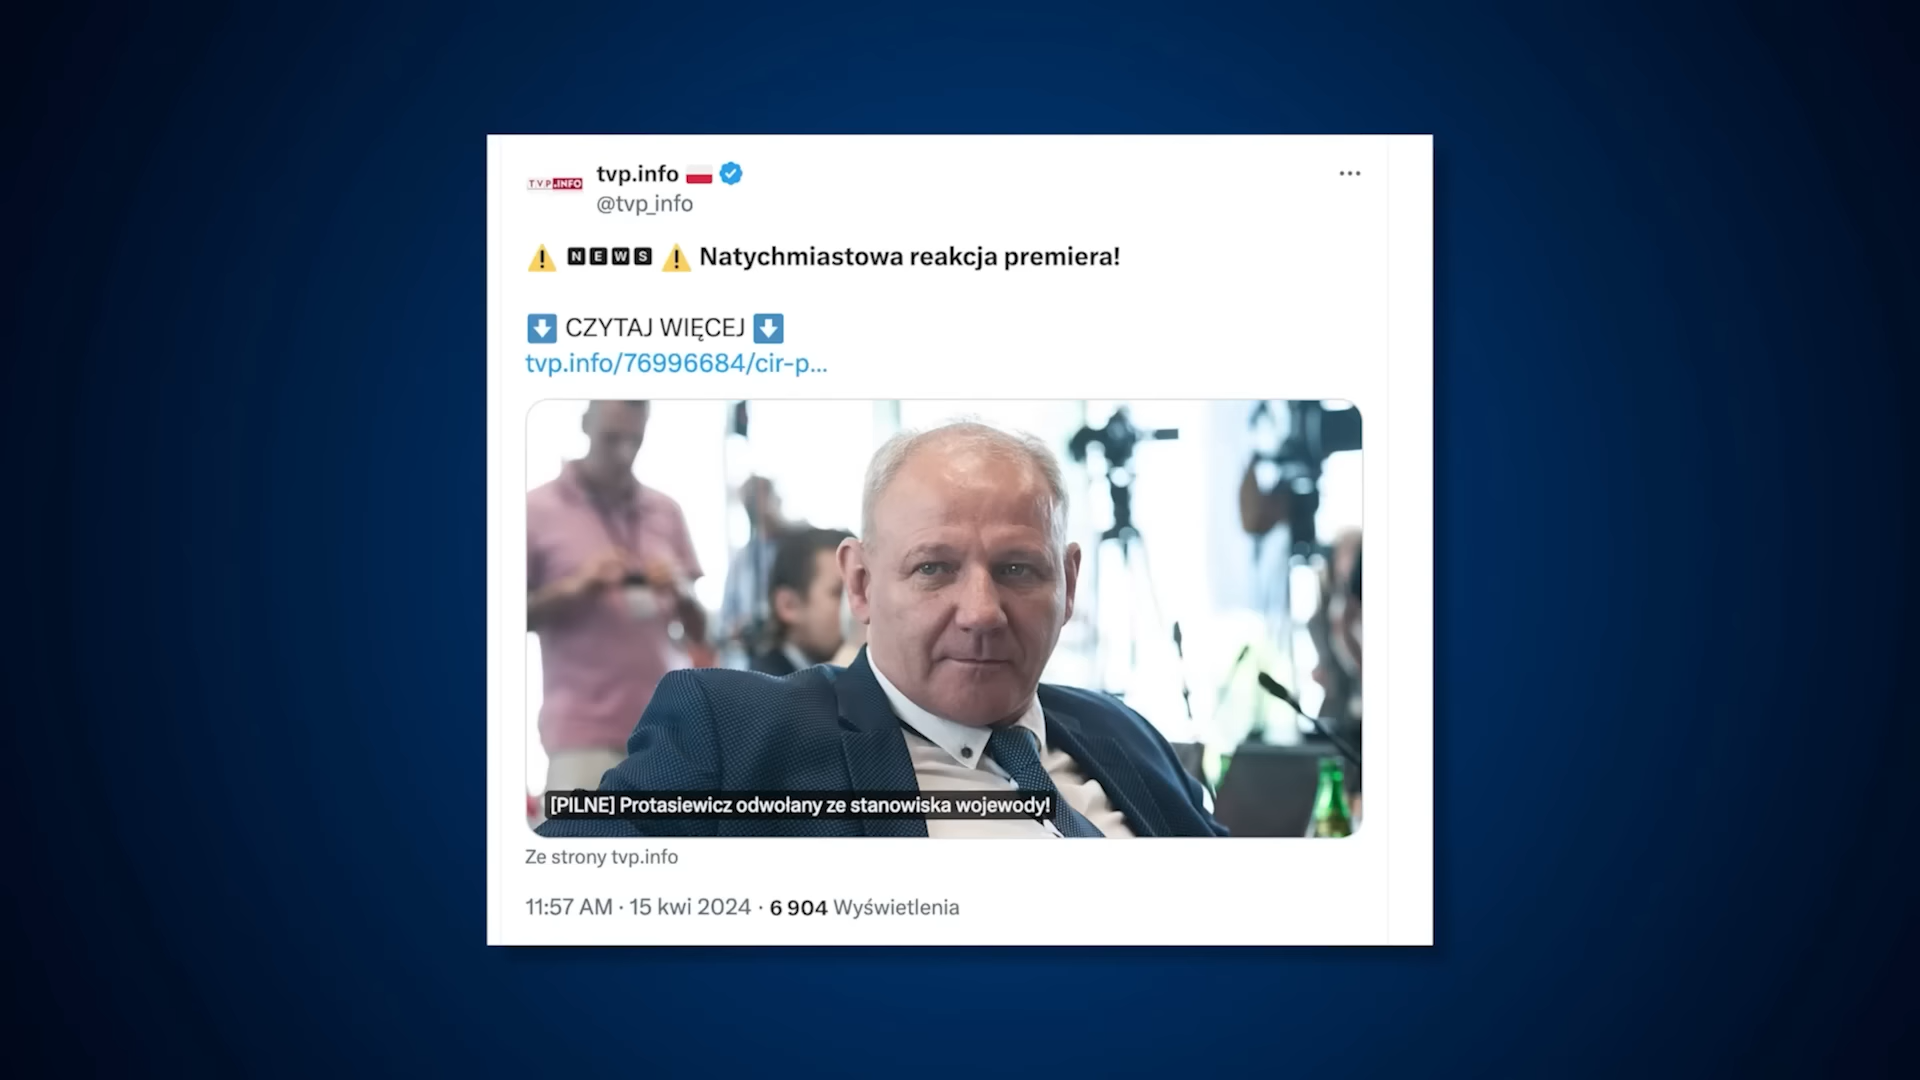 T.V.P.INFO
tvp.info 🇵🇱
@tvp_info
⚠️ NEWS ⚠️ Natychmiastowa reakcja premiera!
⬇️ CZYTAJ WIĘCEJ ⬇️
tvp.info/76996684/cir-p...
[PILNE] Protasiewicz odwołany ze stanowiska wojewody!
Ze strony tvp.info
11:57 AM · 15 kwi 2024 · 6 904 Wyświetlenia